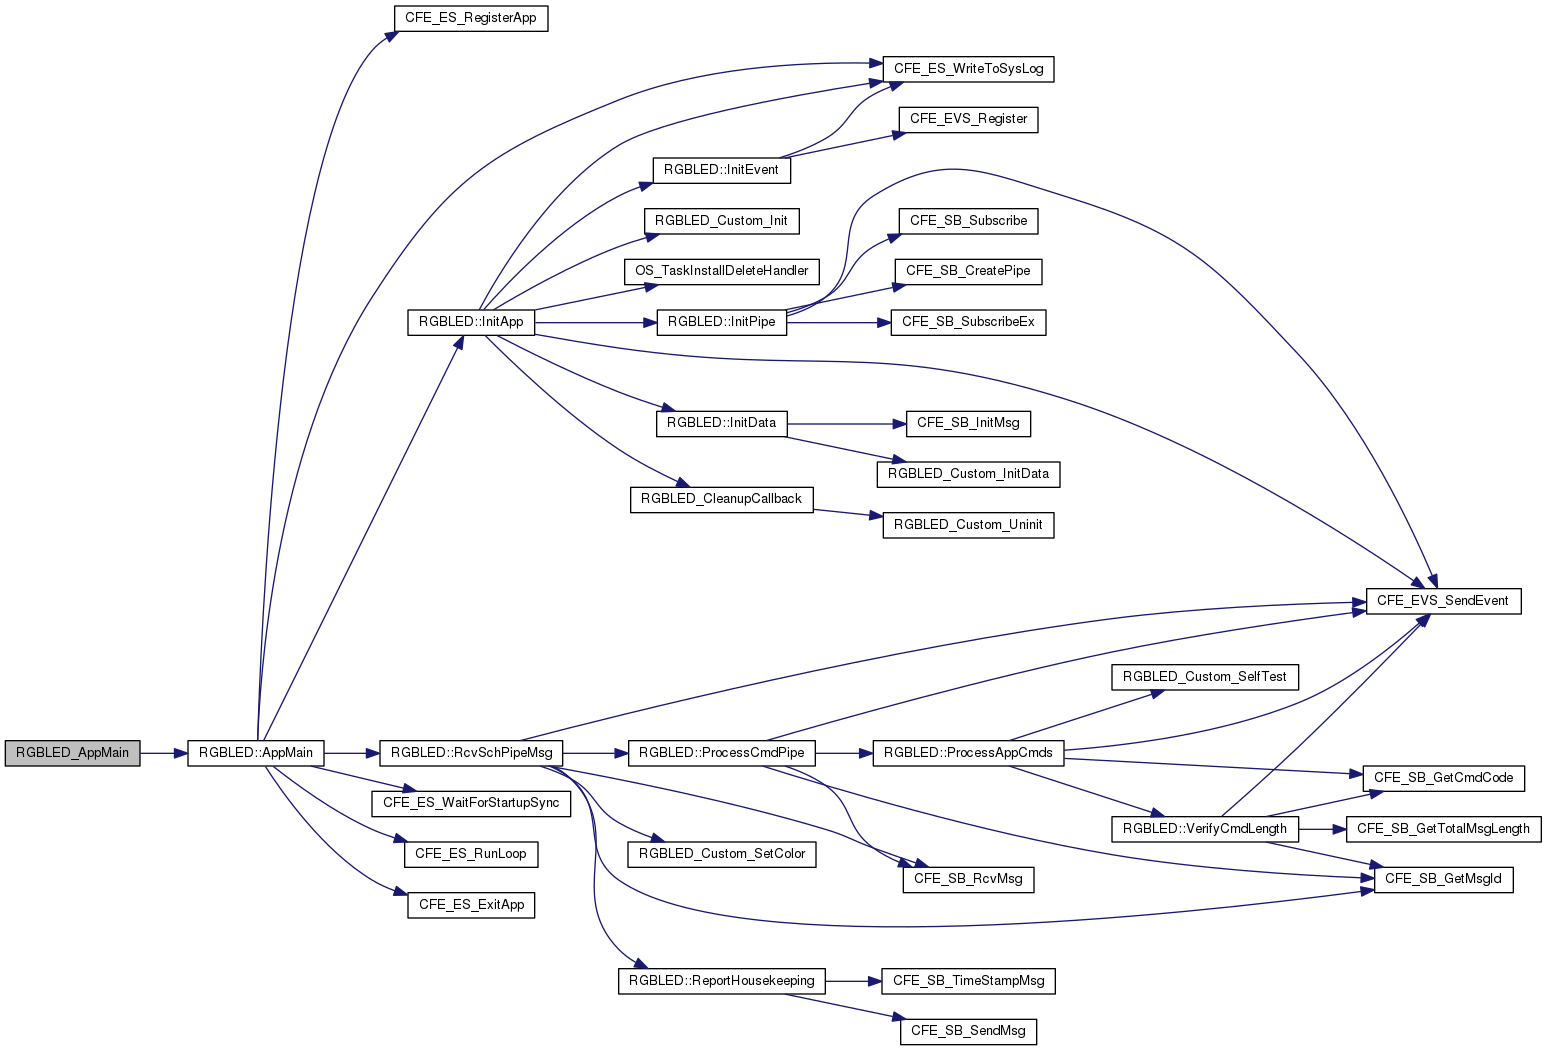 CFE_ES_RegisterApp
CFE_ES_WriteToSysLog
CFE_EVS_Register
RGBLED::InitEvent
RGBLED_Custom_Init
CFE_SB_Subscribe
OS_TaskInstallDeleteHandler
CFE_SB_CreatePipe
RGBLED::InitApp
RGBLED::InitPipe
CFE_SB_SubscribeEx
RGBLED::InitData
CFE_SB_InitMsg
RGBLED_Custom_InitData
RGBLED_CleanupCallback
RGBLED_Custom_Uninit
CFE_EVS_SendEvent
RGBLED_Custom_SelfTest
RGBLED_AppMain
RGBLED::AppMain
RGBLED::RcvSchPipeMsg
RGBLED::ProcessCmdPipe
RGBLED::ProcessAppCmds
CFE_SB_GetCmdCode
CFE_ES_WaitForStartupSync
RGBLED::VerifyCmdLength
CFE_SB_GetTotalMsgLength
CFE_ES_RunLoop
RGBLED_Custom_SetColor
CFE_SB_RcvMsg
CFE_SB_GetMsgId
CFE_ES_ExitApp
RGBLED::ReportHousekeeping
CFE_SB_TimeStampMsg
CFE_SB_SendMsg